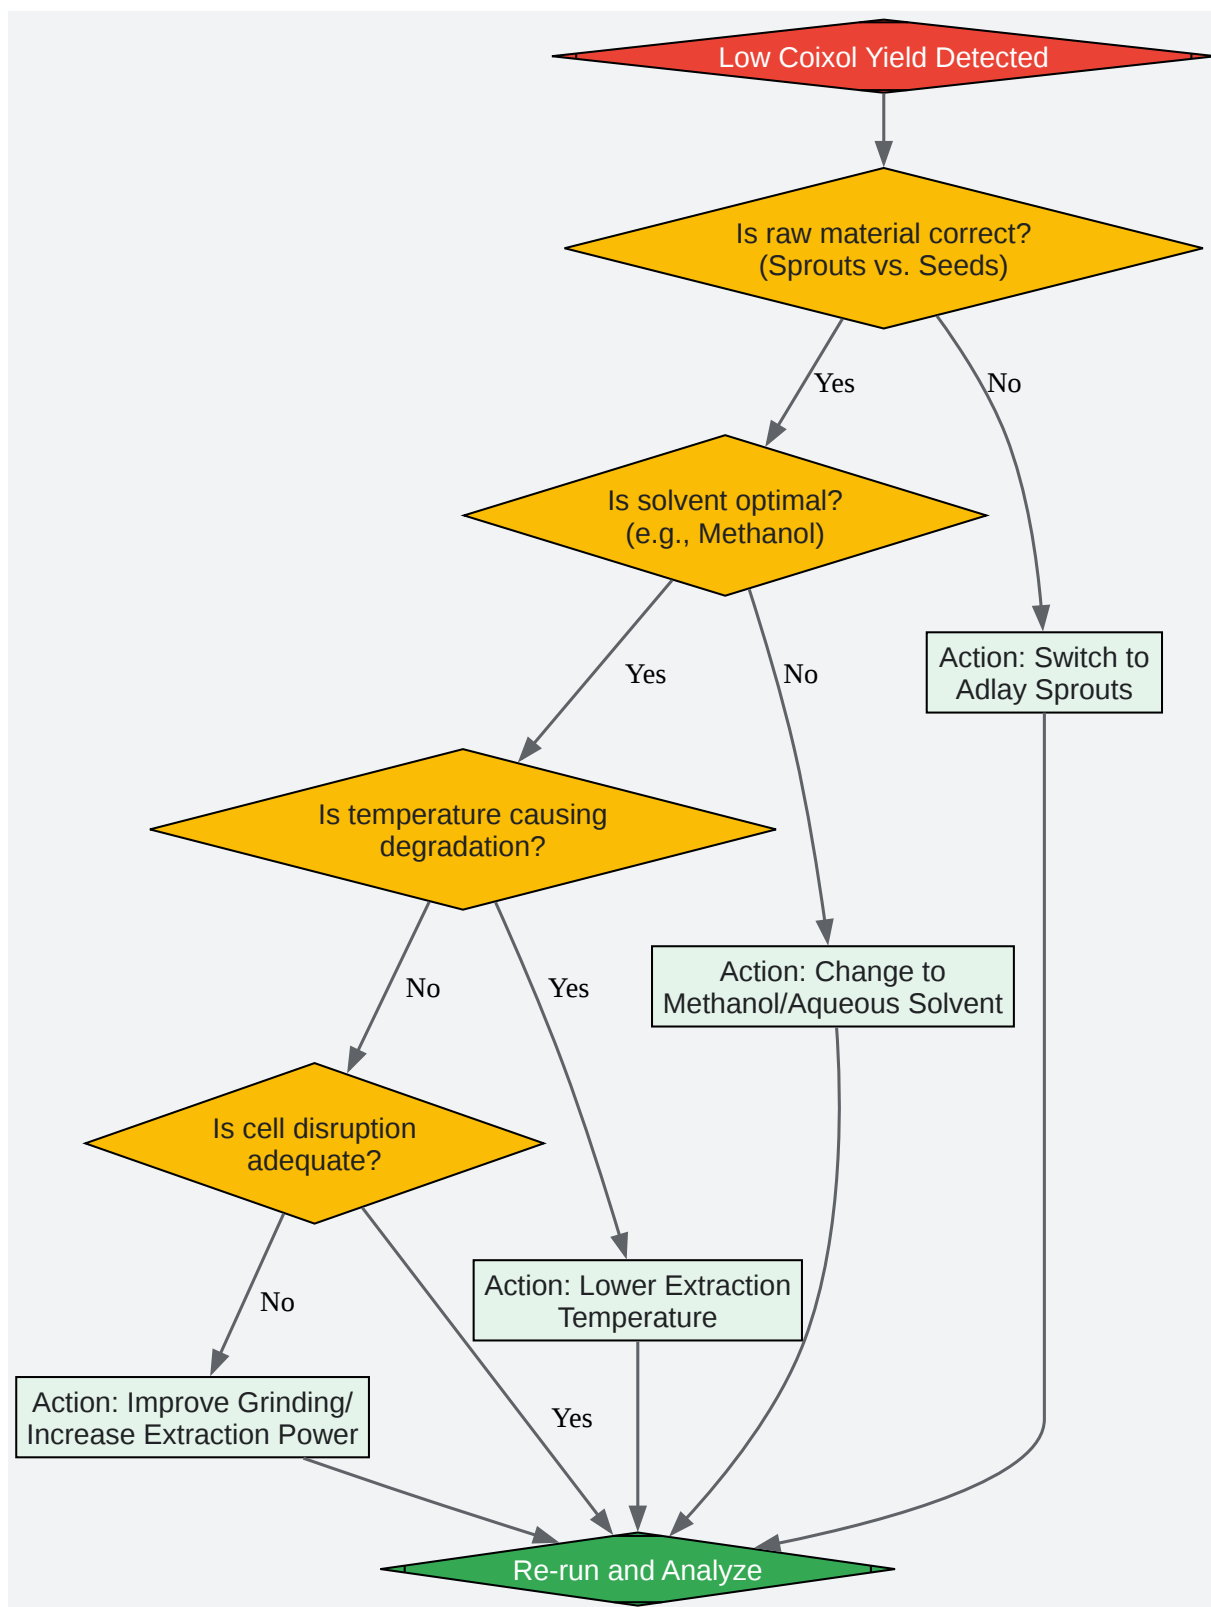 Low Coixol Yield Detected
Is raw material correct?
(Sprouts vs. Seeds)
Yes
No
Is solvent optimal?
(e.g., Methanol)
Yes
No
Action: Switch to
Adlay Sprouts
Is temperature causing
degradation?
No
Yes
Action: Change to
Methanol/Aqueous Solvent
Is cell disruption
adequate?
No
Yes
Action: Lower Extraction
Temperature
Action: Improve Grinding/
Increase Extraction Power
Re-run and Analyze